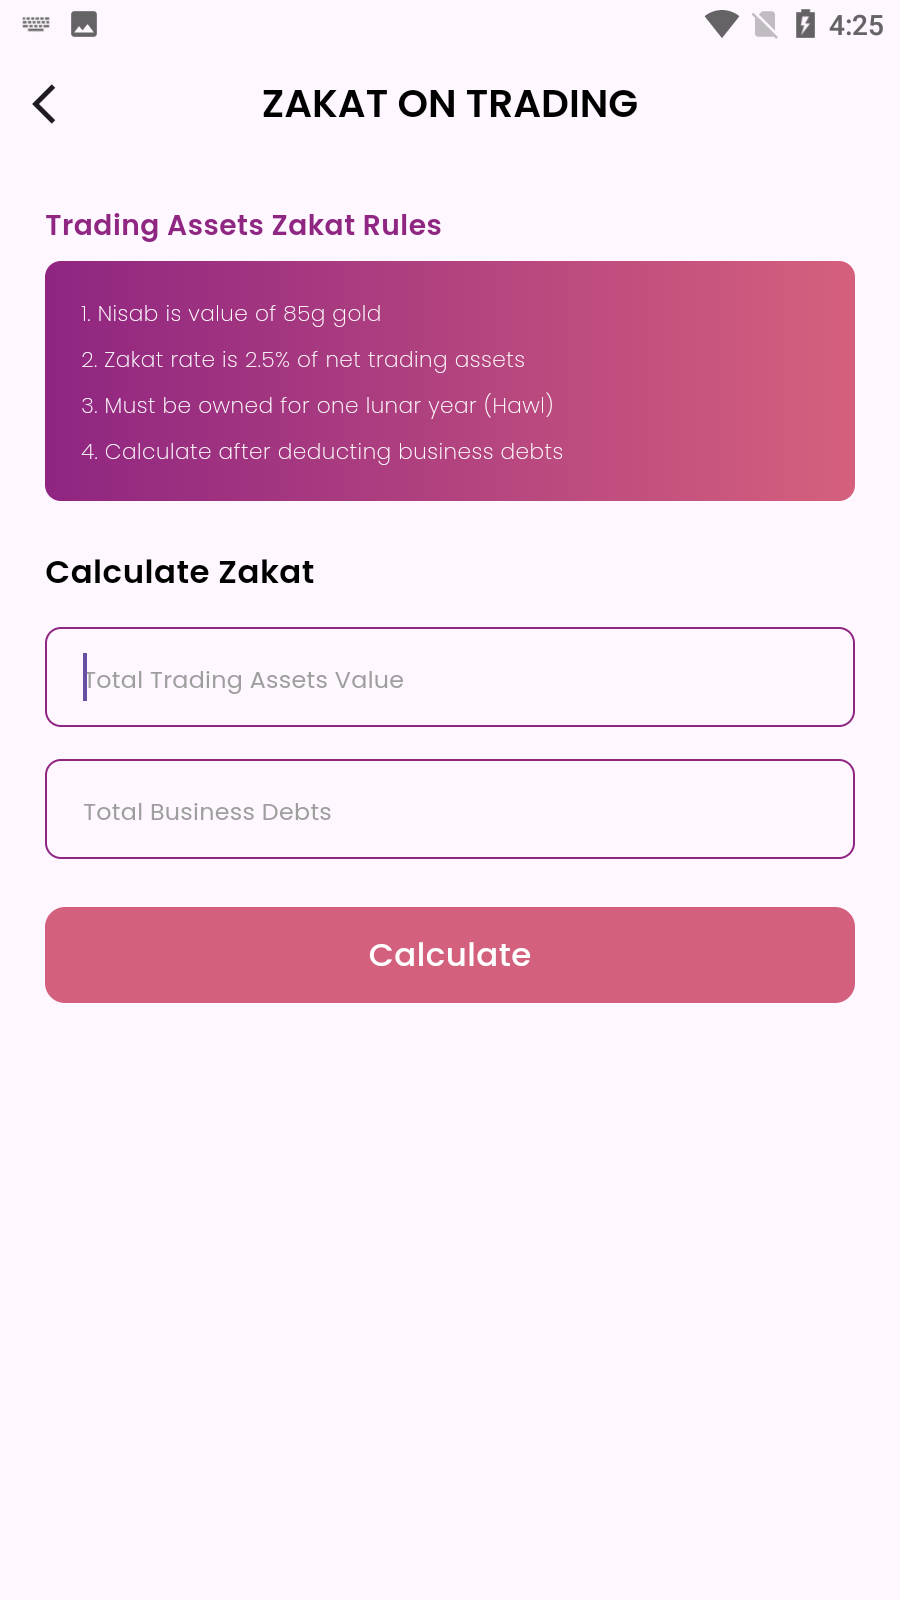 4:25
ZAKAT ON TRADING
Trading Assets Zakat Rules
1. Nisab is value of 85g gold
2. Zakat rate is 2.5% of net trading assets
3. Must be owned for one lunar year (Hawl)
4. Calculate after deducting business debts
Calculate Zakat
Total Trading Assets Value
Total Business Debts
Calculate